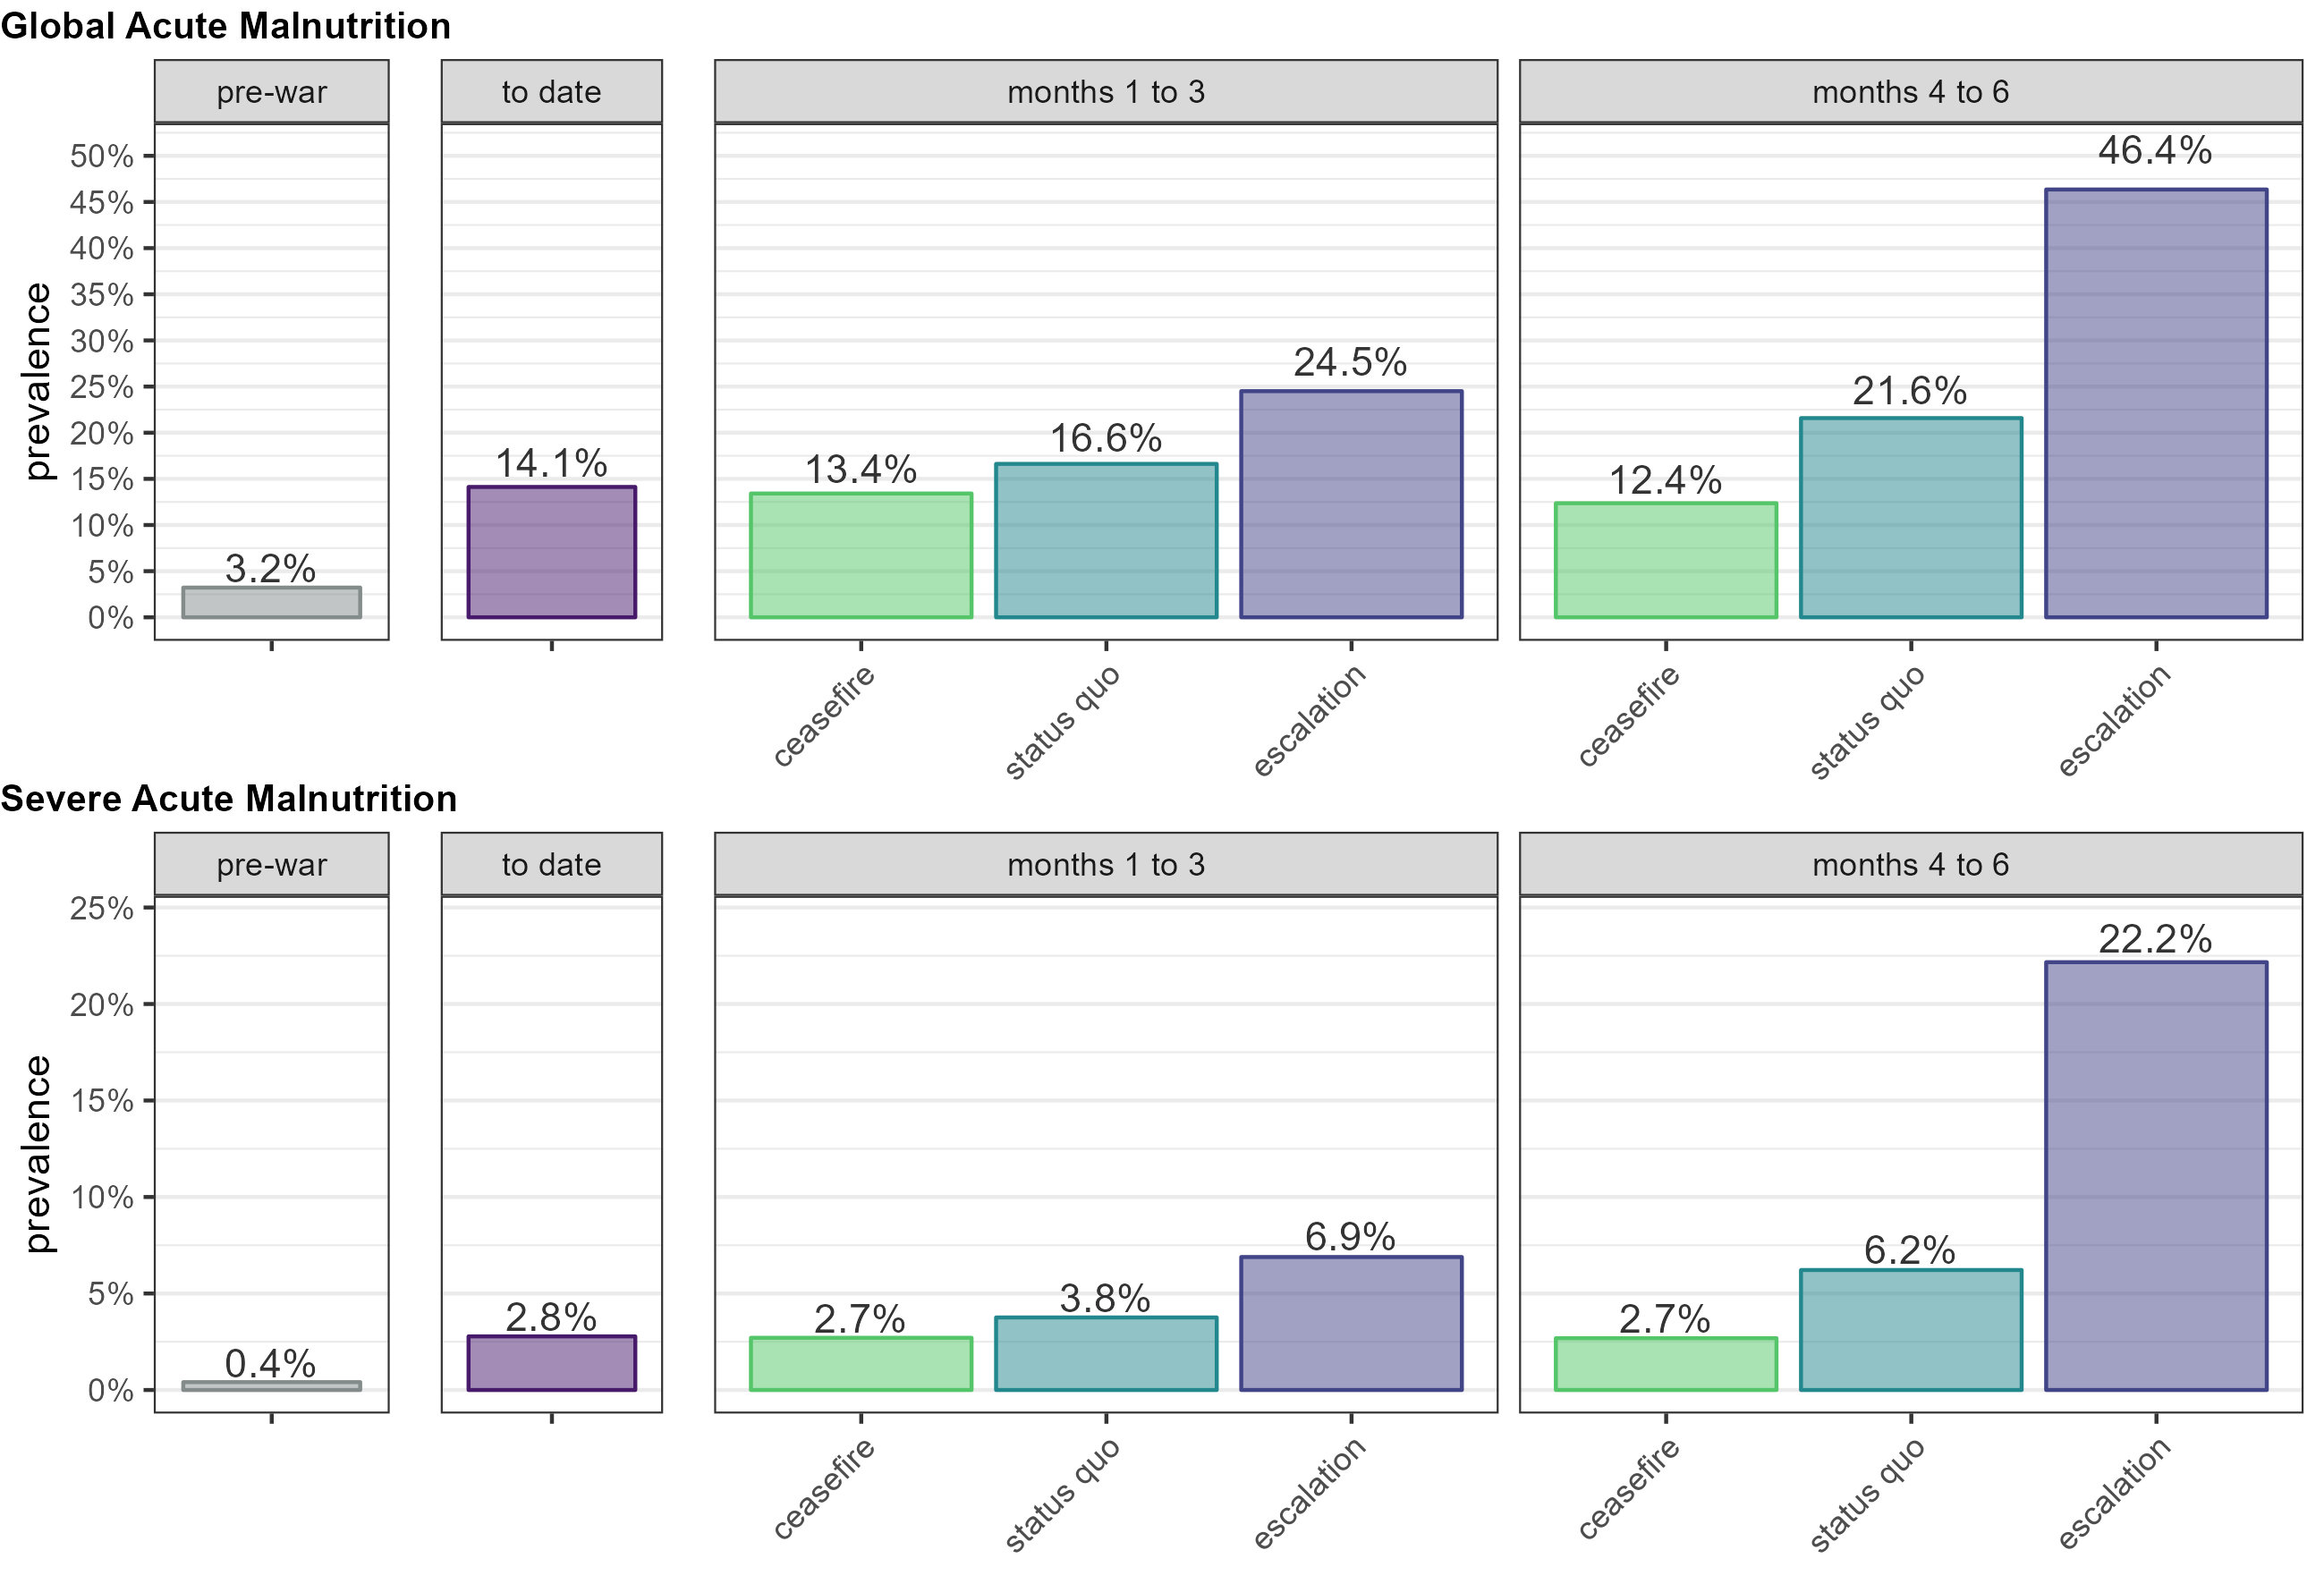 Global Acute Malnutrition
pre-war
to date
months 1 to 3
months 4 to 6
prevalence
50%
45%
40%
35%
30%
25%
20%
15%
10%
5%
0%
3.2%
14.1%
13.4%
16.6%
24.5%
12.4%
21.6%
46.4%
ceasefire
status quo
escalation
ceasefire
status quo
escalation
Severe Acute Malnutrition
pre-war
to date
months 1 to 3
months 4 to 6
prevalence
25%
20%
15%
10%
5%
0%
0.4%
2.8%
2.7%
3.8%
6.9%
2.7%
6.2%
22.2%
ceasefire
status quo
escalation
ceasefire
status quo
escalation